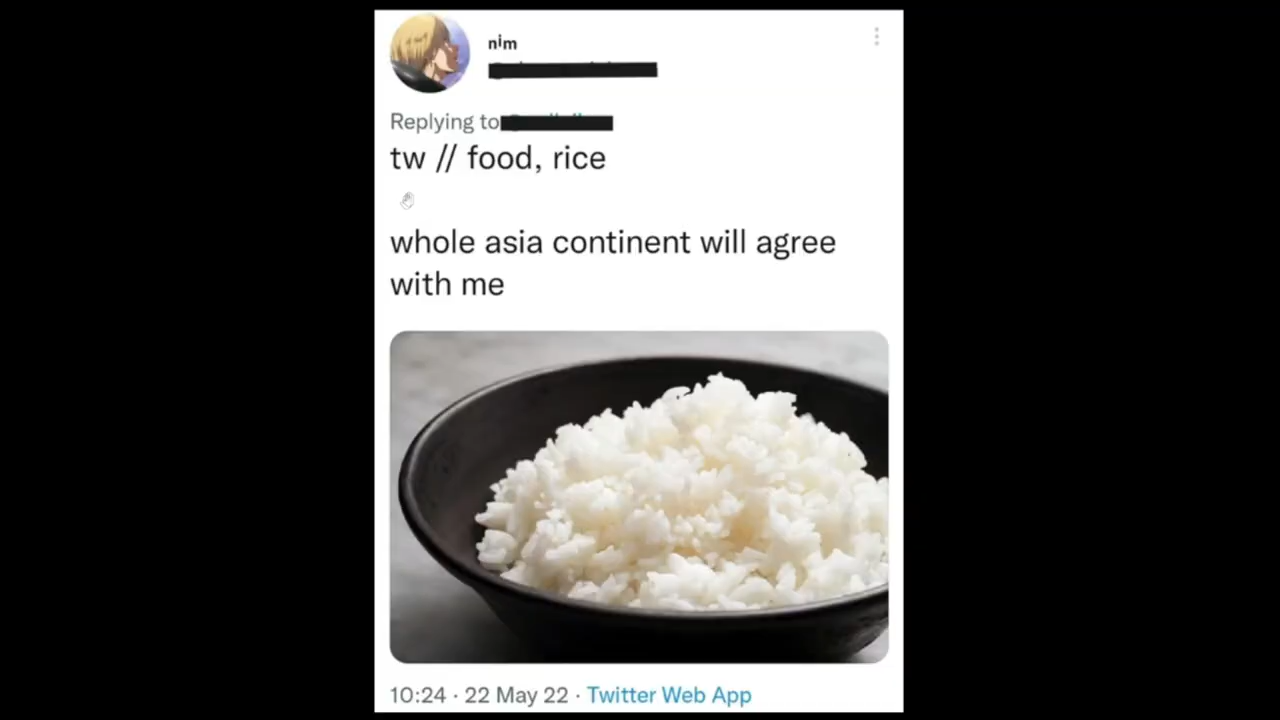 nim
Replying to
tw // food, rice
whole asia continent will agree
with me
10:24 · 22 May 22 · Twitter Web App